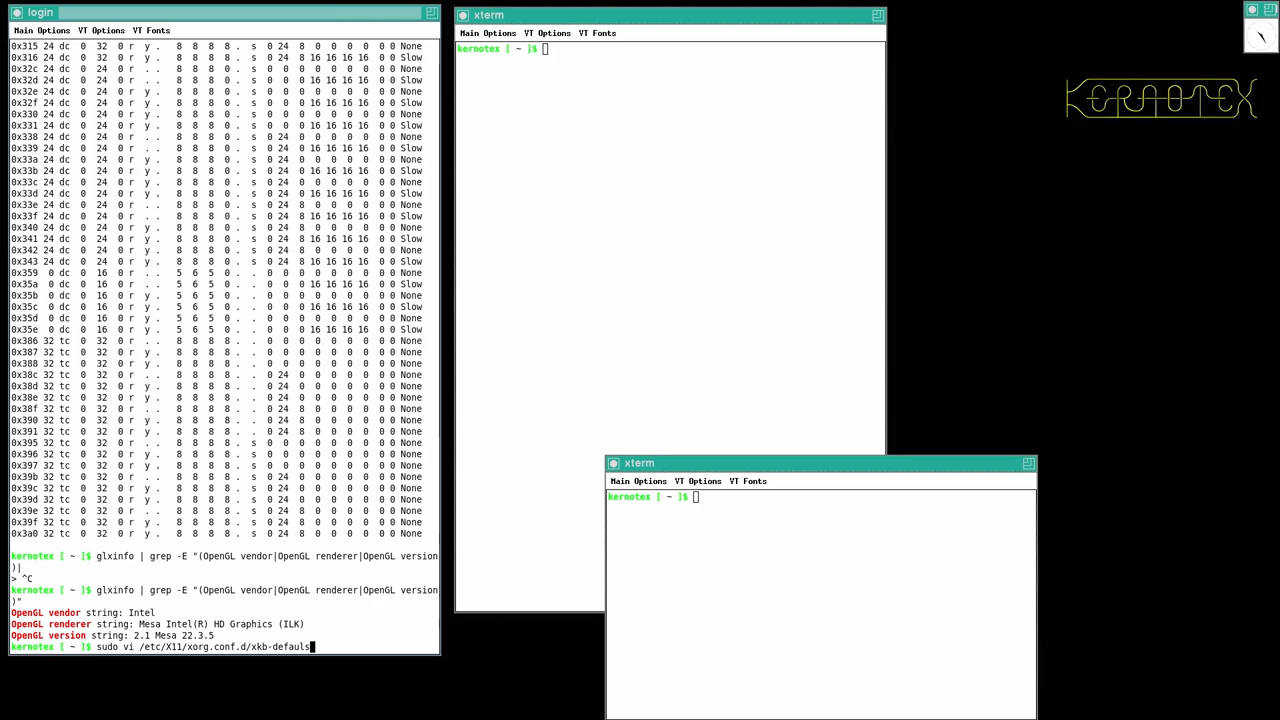 login
Main Options VT Options VT Fonts
0x315 24 dc 0 32 0 r y . 8 8 8 8 . s 0 24 8 0 0 0 0 0 0 None
0x316 24 dc 0 32 0 r y . 8 8 8 8 . s 0 24 8 16 16 16 16 0 0 Slow
0x32c 24 dc 0 24 0 r . . 8 8 8 0 . s 0 0 0 0 0 0 0 0 0 None
0x32d 24 dc 0 24 0 r . . 8 8 8 0 . s 0 0 0 16 16 16 16 0 0 Slow
0x32e 24 dc 0 24 0 r y . 8 8 8 0 . s 0 0 0 0 0 0 0 0 0 None
0x32f 24 dc 0 24 0 r y . 8 8 8 0 . s 0 0 0 16 16 16 16 0 0 Slow
0x330 24 dc 0 24 0 r y . 8 8 8 0 . s 0 0 0 0 0 0 0 0 0 None
0x331 24 dc 0 24 0 r y . 8 8 8 0 . s 0 0 0 16 16 16 16 0 0 Slow
0x338 24 dc 0 24 0 r . . 8 8 8 0 . s 0 24 8 0 0 0 0 0 0 None
0x339 24 dc 0 24 0 r . . 8 8 8 0 . s 0 24 8 16 16 16 16 0 0 Slow
0x33a 24 dc 0 24 0 r y . 8 8 8 0 . s 0 24 8 0 0 0 0 0 0 None
0x33b 24 dc 0 24 0 r y . 8 8 8 0 . s 0 24 8 16 16 16 16 0 0 Slow
0x33c 24 dc 0 24 0 r y . 8 8 8 0 . s 0 24 8 0 0 0 0 0 0 None
0x33d 24 dc 0 24 0 r y . 8 8 8 0 . s 0 24 8 16 16 16 16 0 0 Slow
0x33e 24 dc 0 24 0 r . . 8 8 8 0 . s 0 24 8 0 0 0 0 0 0 None
0x33f 24 dc 0 24 0 r . . 8 8 8 0 . s 0 24 8 16 16 16 16 0 0 Slow
0x340 24 dc 0 24 0 r y . 8 8 8 0 . s 0 24 8 0 0 0 0 0 0 None
0x341 24 dc 0 24 0 r y . 8 8 8 0 . s 0 24 8 16 16 16 16 0 0 Slow
0x342 24 dc 0 24 0 r y . 8 8 8 0 . s 0 24 8 0 0 0 0 0 0 None
0x343 24 dc 0 24 0 r y . 8 8 8 0 . s 0 24 8 16 16 16 16 0 0 Slow
0x359 0 dc 0 16 0 r . . 5 6 5 0 . . 0 0 0 0 0 0 0 0 0 None
0x35a 0 dc 0 16 0 r . . 5 6 5 0 . . 0 0 0 16 16 16 16 0 0 Slow
0x35b 0 dc 0 16 0 r y . 5 6 5 0 . . 0 0 0 0 0 0 0 0 0 None
0x35c 0 dc 0 16 0 r y . 5 6 5 0 . . 0 0 0 16 16 16 16 0 0 Slow
0x35d 0 dc 0 16 0 r y . 5 6 5 0 . . 0 0 0 0 0 0 0 0 0 None
0x35e 0 dc 0 16 0 r y . 5 6 5 0 . . 0 0 0 16 16 16 16 0 0 Slow
0x386 32 tc 0 32 0 r . . 8 8 8 8 . . 0 0 0 0 0 0 0 0 0 None
0x387 32 tc 0 32 0 r y . 8 8 8 8 . . 0 0 0 0 0 0 0 0 0 None
0x388 32 tc 0 32 0 r y . 8 8 8 8 . . 0 0 0 0 0 0 0 0 0 None
0x38c 32 tc 0 32 0 r . . 8 8 8 8 . . 0 24 8 0 0 0 0 0 0 None
0x38d 32 tc 0 32 0 r y . 8 8 8 8 . . 0 24 8 0 0 0 0 0 0 None
0x38e 32 tc 0 32 0 r y . 8 8 8 8 . . 0 24 8 0 0 0 0 0 0 None
0x38f 32 tc 0 32 0 r . . 8 8 8 8 . . 0 24 8 0 0 0 0 0 0 None
0x390 32 tc 0 32 0 r y . 8 8 8 8 . . 0 24 8 0 0 0 0 0 0 None
0x391 32 tc 0 32 0 r y . 8 8 8 8 . . 0 24 8 0 0 0 0 0 0 None
0x395 32 tc 0 32 0 r . . 8 8 8 8 . s 0 0 0 0 0 0 0 0 0 None
0x396 32 tc 0 32 0 r y . 8 8 8 8 . s 0 0 0 0 0 0 0 0 0 None
0x397 32 tc 0 32 0 r y . 8 8 8 8 . s 0 0 0 0 0 0 0 0 0 None
0x39b 32 tc 0 32 0 r . . 8 8 8 8 . s 0 24 8 0 0 0 0 0 0 None
0x39c 32 tc 0 32 0 r y . 8 8 8 8 . s 0 24 8 0 0 0 0 0 0 None
0x39d 32 tc 0 32 0 r y . 8 8 8 8 . s 0 24 8 0 0 0 0 0 0 None
0x39e 32 tc 0 32 0 r . . 8 8 8 8 . s 0 24 8 0 0 0 0 0 0 None
0x39f 32 tc 0 32 0 r y . 8 8 8 8 . s 0 24 8 0 0 0 0 0 0 None
0x3a0 32 tc 0 32 0 r y . 8 8 8 8 . s 0 24 8 0 0 0 0 0 0 None
kernotex [ ~ ]$ glxinfo | grep -E "(OpenGL vendor|OpenGL renderer|OpenGL version
)|
> ^C
kernotex [ ~ ]$ glxinfo | grep -E "(OpenGL vendor|OpenGL renderer|OpenGL version
)"
OpenGL vendor string: Intel
OpenGL renderer string: Mesa Intel(R) HD Graphics (ILK)
OpenGL version string: 2.1 Mesa 22.3.5
kernotex [ ~ ]$ sudo vi /etc/X11/xorg.conf.d/xkb-defauls
xterm
Main Options VT Options VT Fonts
kernotex [ ~ ]$
xterm
Main Options VT Options VT Fonts
kernotex [ ~ ]$
KERNOTEX